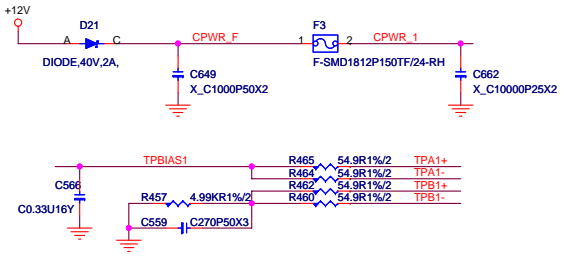 +12V
D21
A C
DIODE,40V,2A,
CPWR_F
C649
X_C1000P50X2
F3
1 2
F-SMD1812P150TF/24-RH
CPWR_1
C662
X_C10000P25X2
TPBIAS1
C566
C0.33U16Y
R465 54.9R1%/2 TPA1+
R464 54.9R1%/2 TPA1-
R462 54.9R1%/2 TPB1+
R460 54.9R1%/2 TPB1-
R457 4.99KR1%/2
C559 C270P50X3